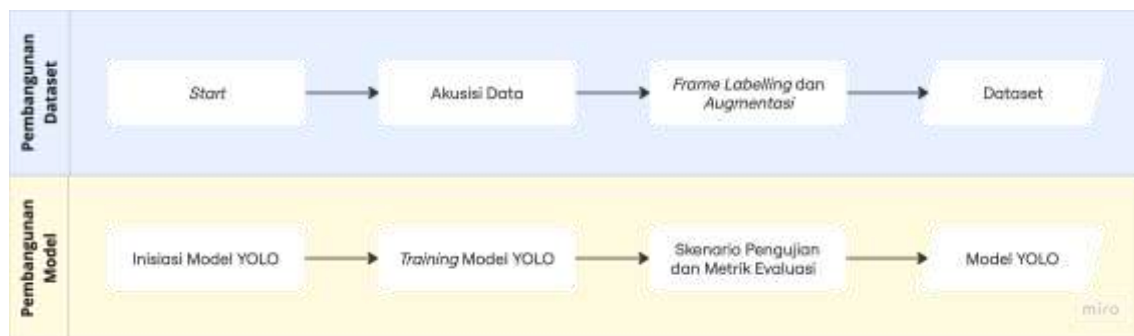 Pembangunan
Dataset
Start
Akusisi Data
Frame Labelling dan
Augmentasi
Dataset
Pembangunan
Model
Inisiasi Model YOLO
Training Model YOLO
Skenario Pengujian
dan Metrik Evaluasi
Model YOLO
miro